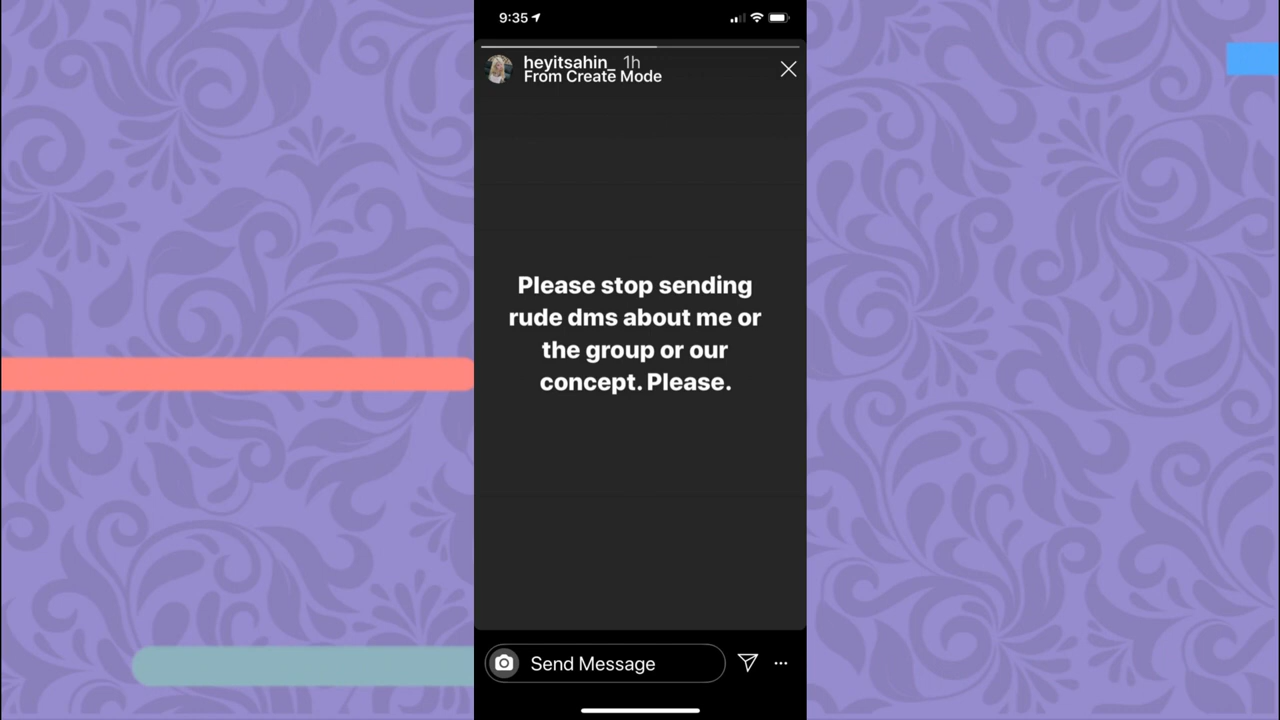 9:35
heyitsahin_ 1h
From Create Mode
Please stop sending
rude dms about me or
the group or our
concept. Please.
Send Message